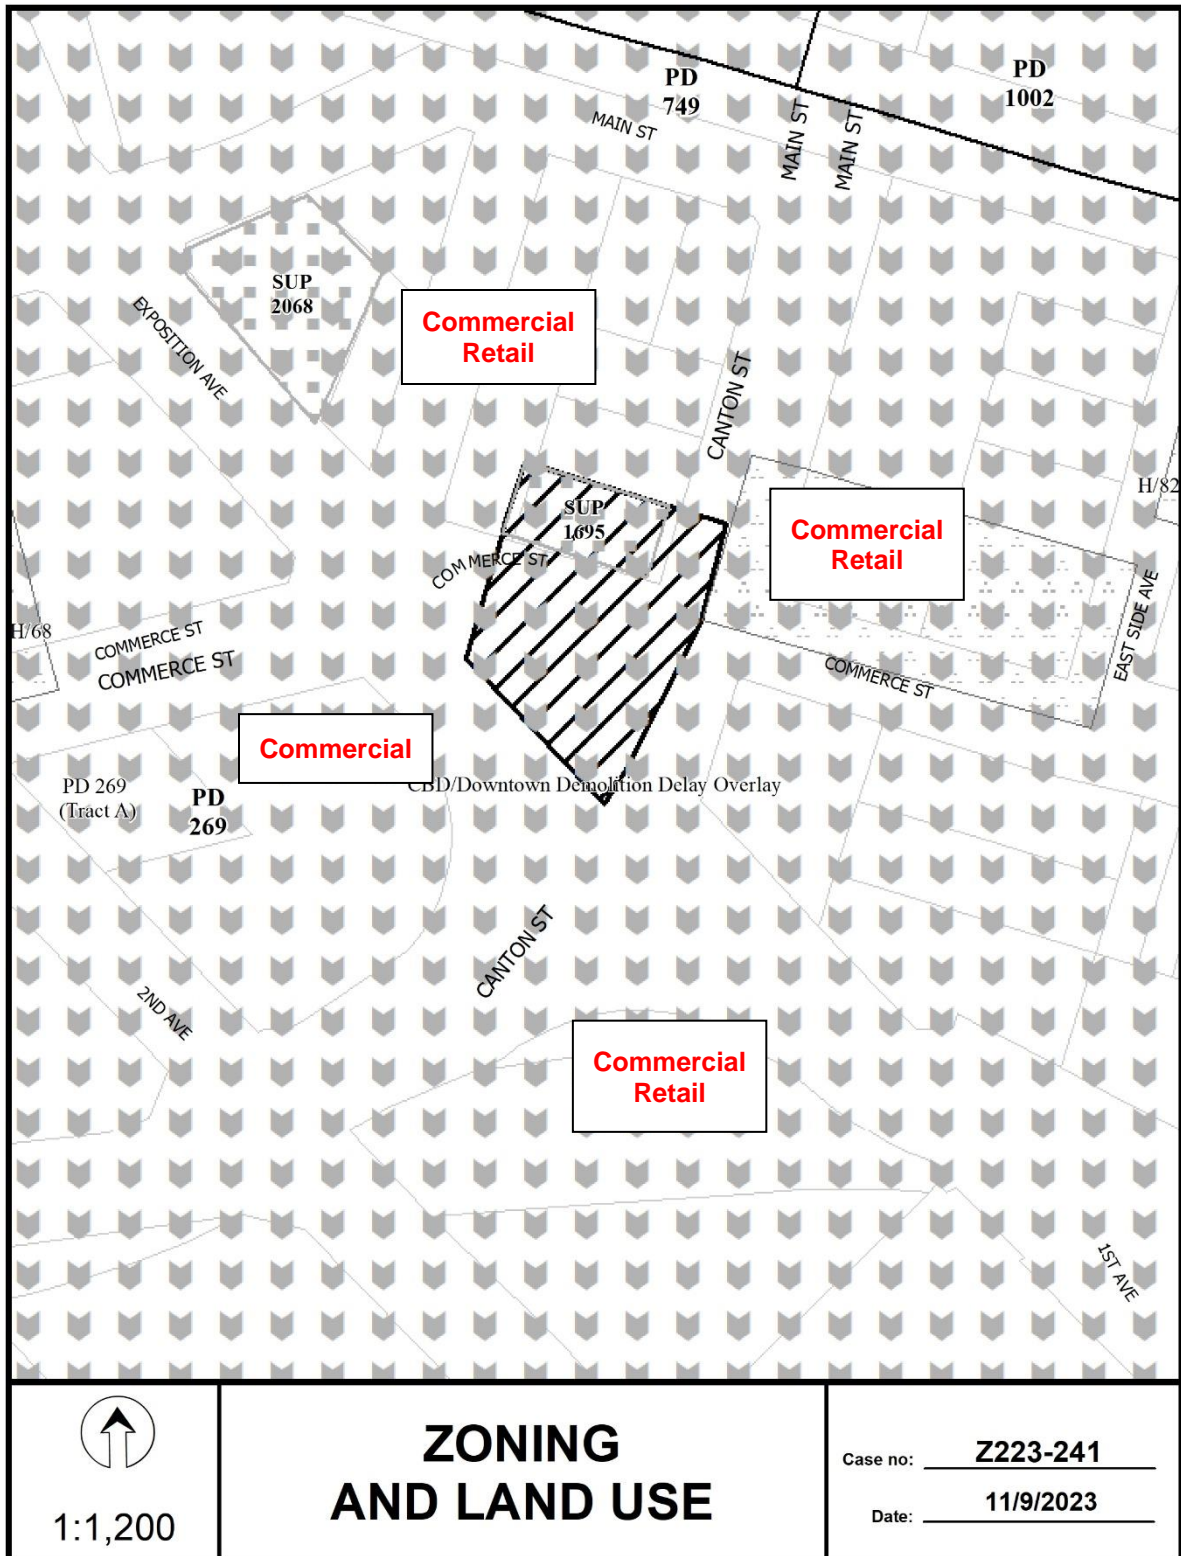 PD
749
PD
1002
MAIN ST
MAIN ST
MAIN ST
SUP
2068
EXPOSITION AVE
Commercial
Retail
CANTON ST
H/82
SUP
1695
Commercial
Retail
COMMERCE ST
EAST SIDE AVE
H/68
COMMERCE ST
COMMERCE ST
COMMERCE ST
Commercial
PD 269
(Tract A)
PD
269
CBD/Downtown Demolition Delay Overlay
CANTON ST
2ND AVE
Commercial
Retail
1ST AVE
1:1,200
ZONING
AND LAND USE
Case no: Z223-241
Date: 11/9/2023